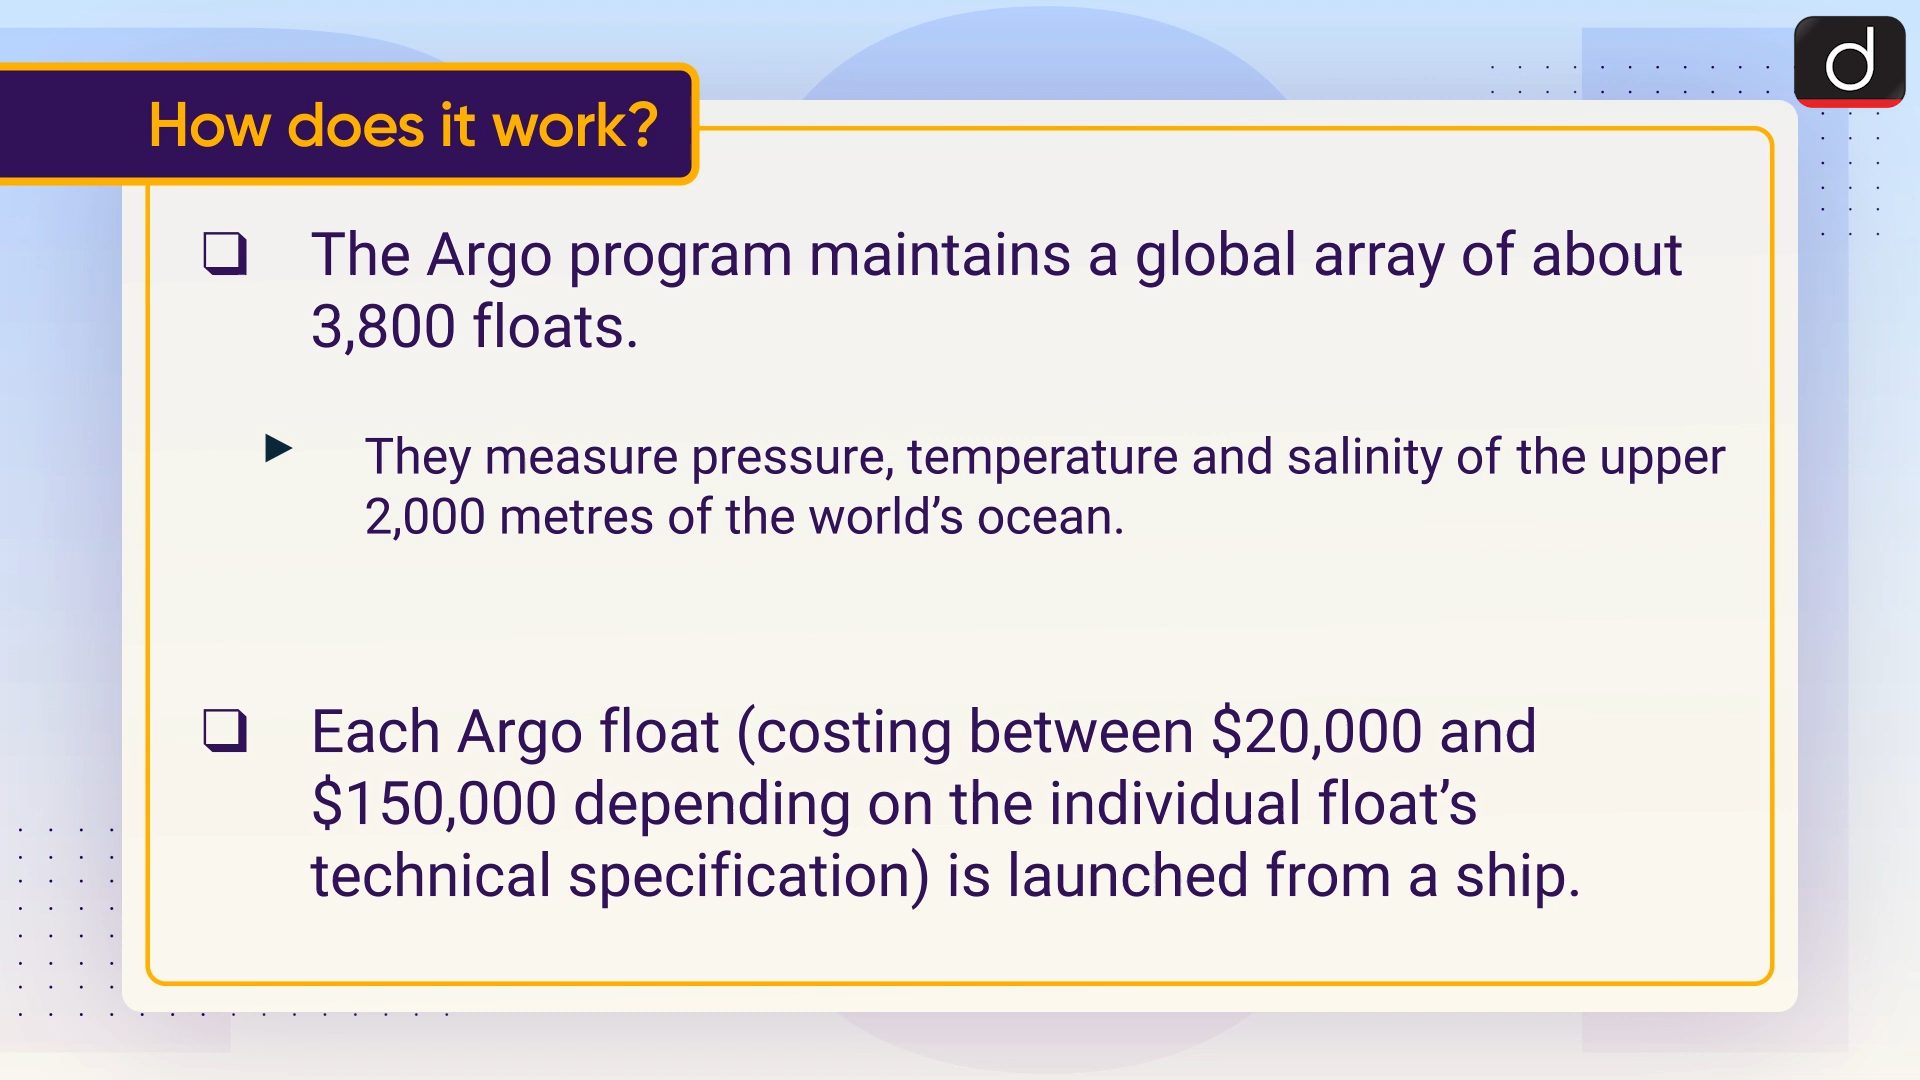 How does it work?
d
❑ The Argo program maintains a global array of about
3,800 floats.
► They measure pressure, temperature and salinity of the upper
2,000 metres of the world’s ocean.
❑ Each Argo float (costing between $20,000 and
$150,000 depending on the individual float’s
technical specification) is launched from a ship.